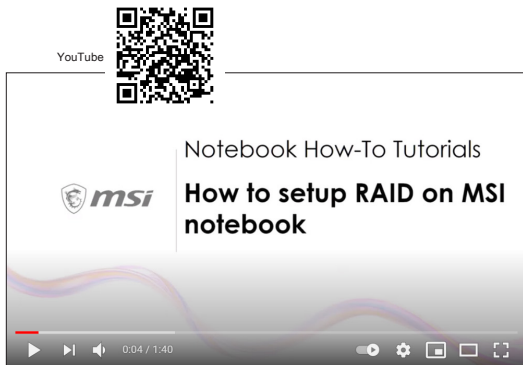 YouTube
Notebook How-To Tutorials
msi
How to setup RAID on MSI
notebook
0:04 / 1:40